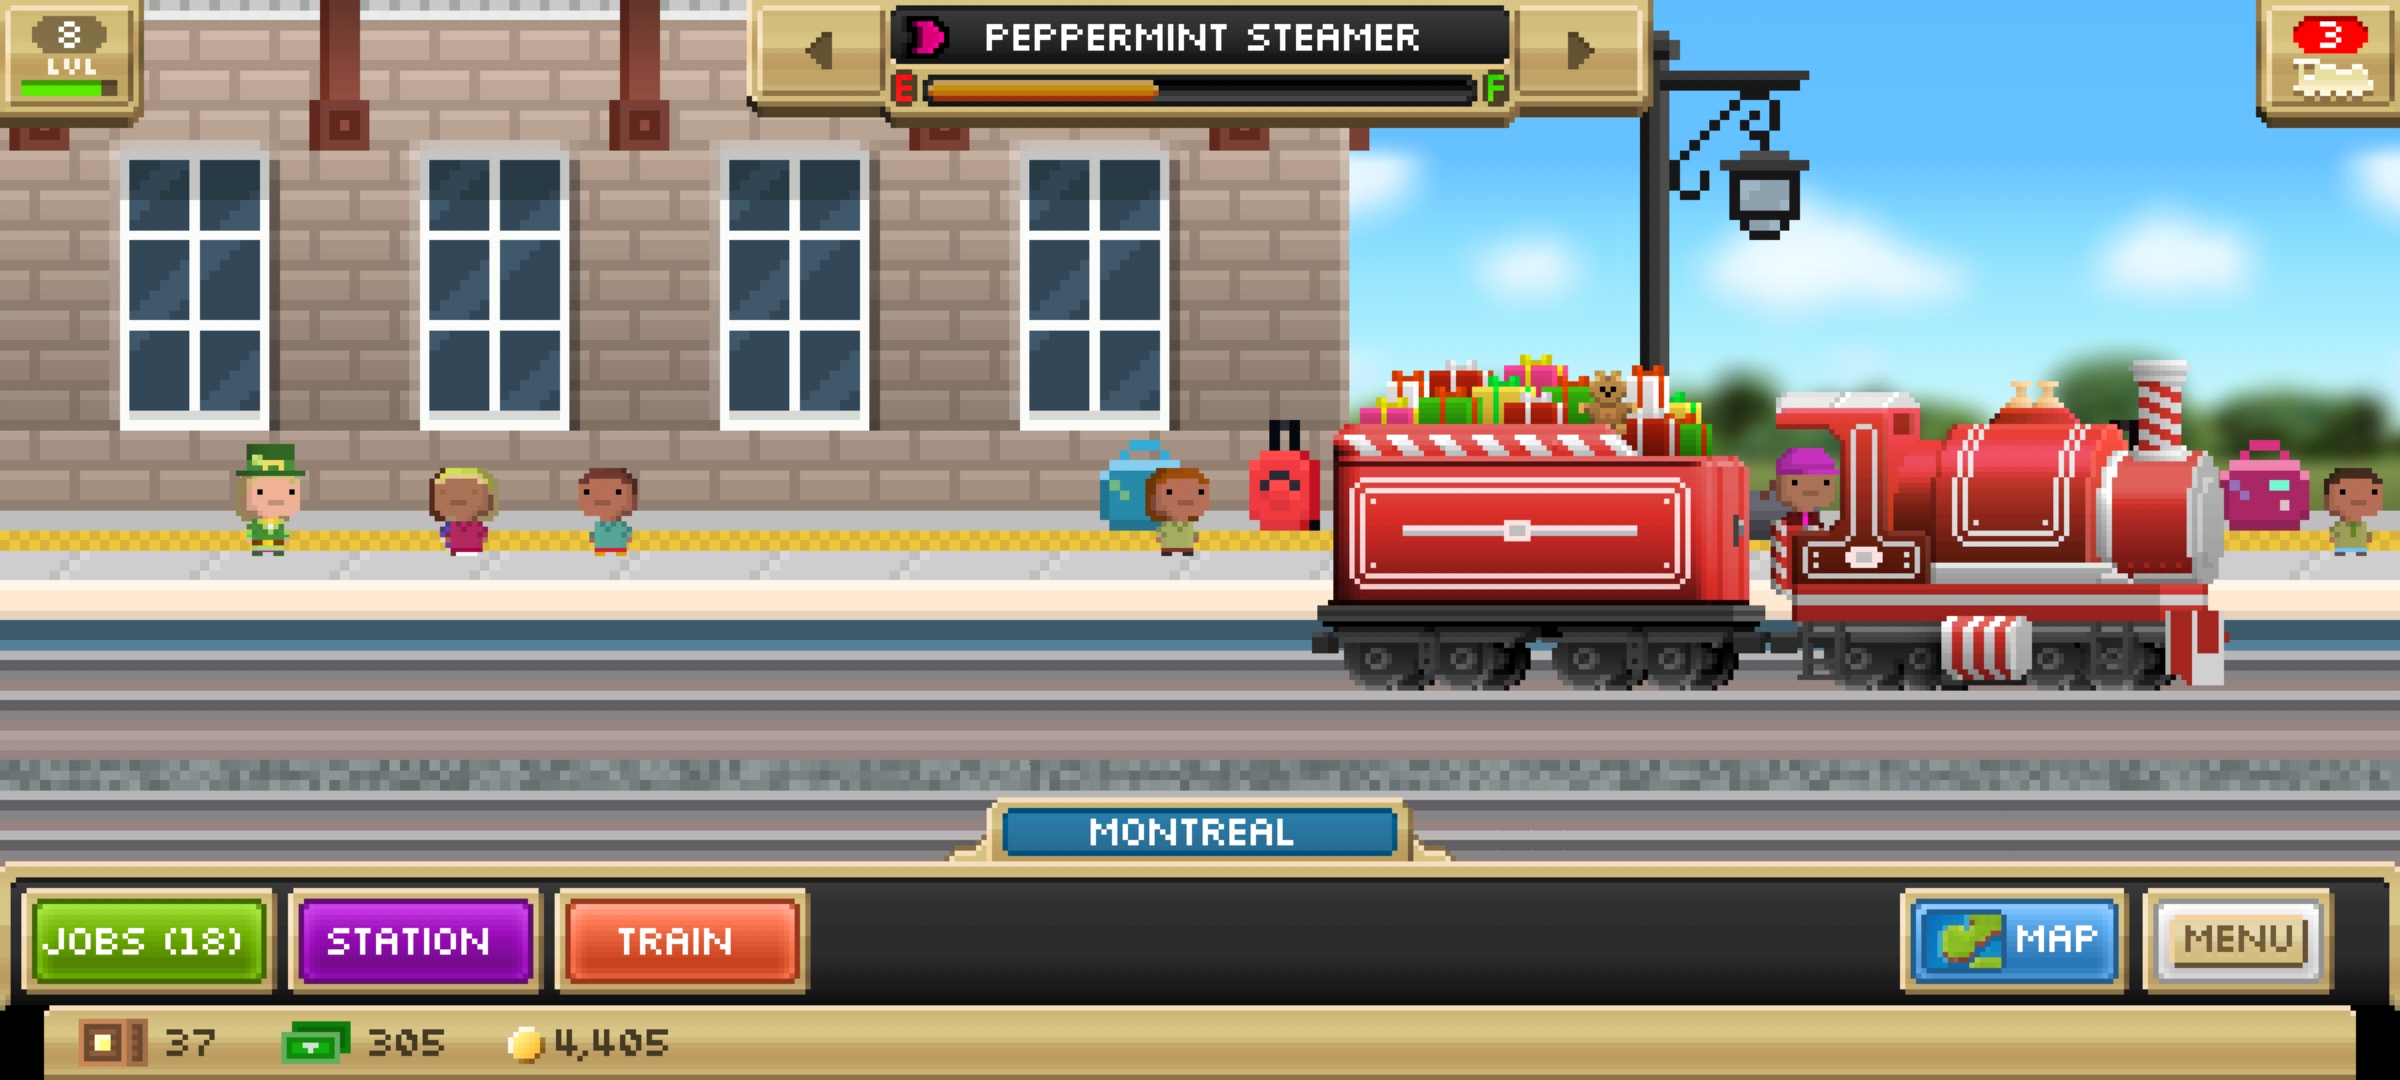 8
LVL
PEPPERMINT STEAMER
E F
3
MONTREAL
JOBS (18)
STATION
TRAIN
MAP
MENU
37
305
4,405